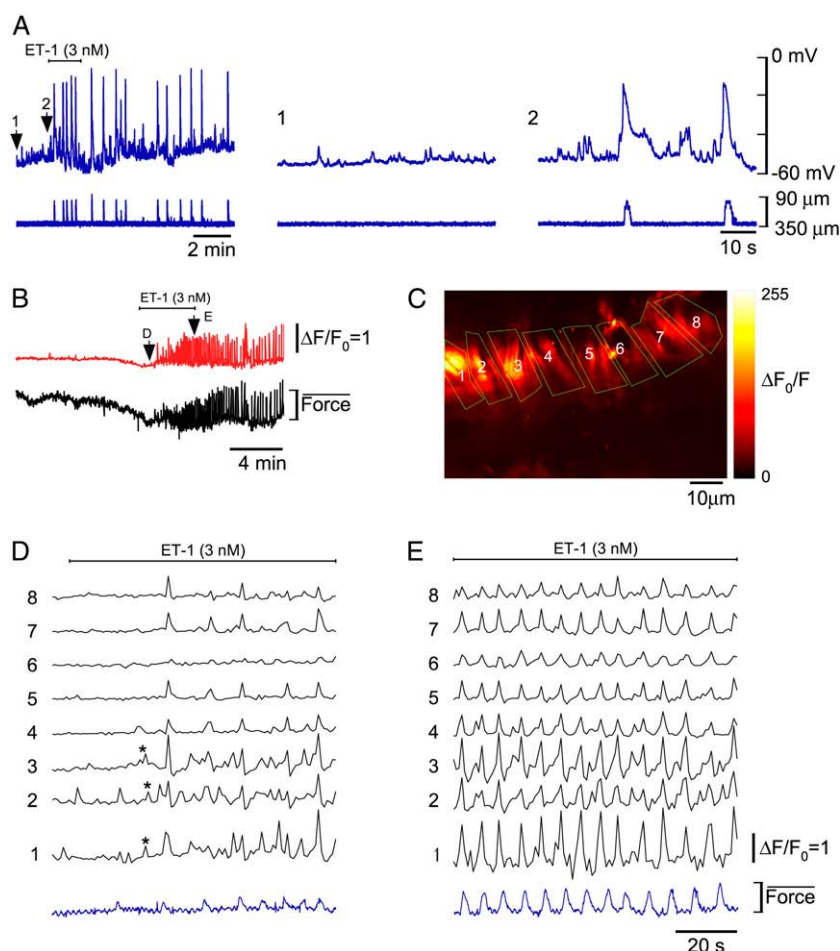 A
ET-1 (3 nM)
1
2
2 min
1
2
0 mV
-60 mV
90 μm
350 μm
10 s
B
ET-1 (3 nM)
D
E
ΔF/F0=1
Force
4 min
C
1
2
3
4
5
6
7
8
255
ΔF0/F
0
10μm
D
ET-1 (3 nM)
8
7
6
5
4
3
2
1
*
*
*
E
ET-1 (3 nM)
8
7
6
5
4
3
2
1
ΔF/F0=1
Force
20 s